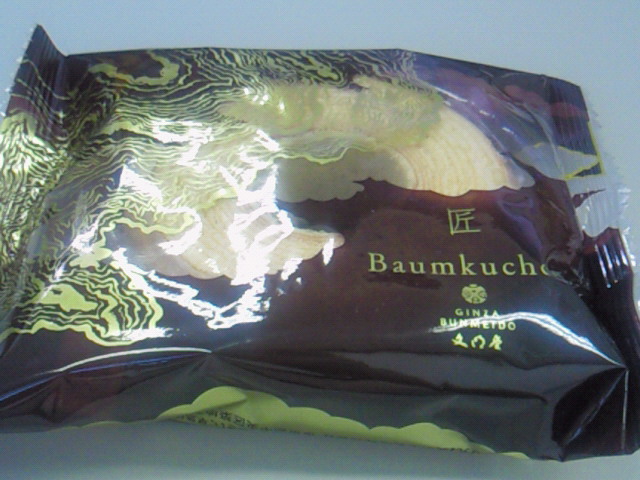 匠
Baumkuche
GINZA
BUNMEIDO
文明堂